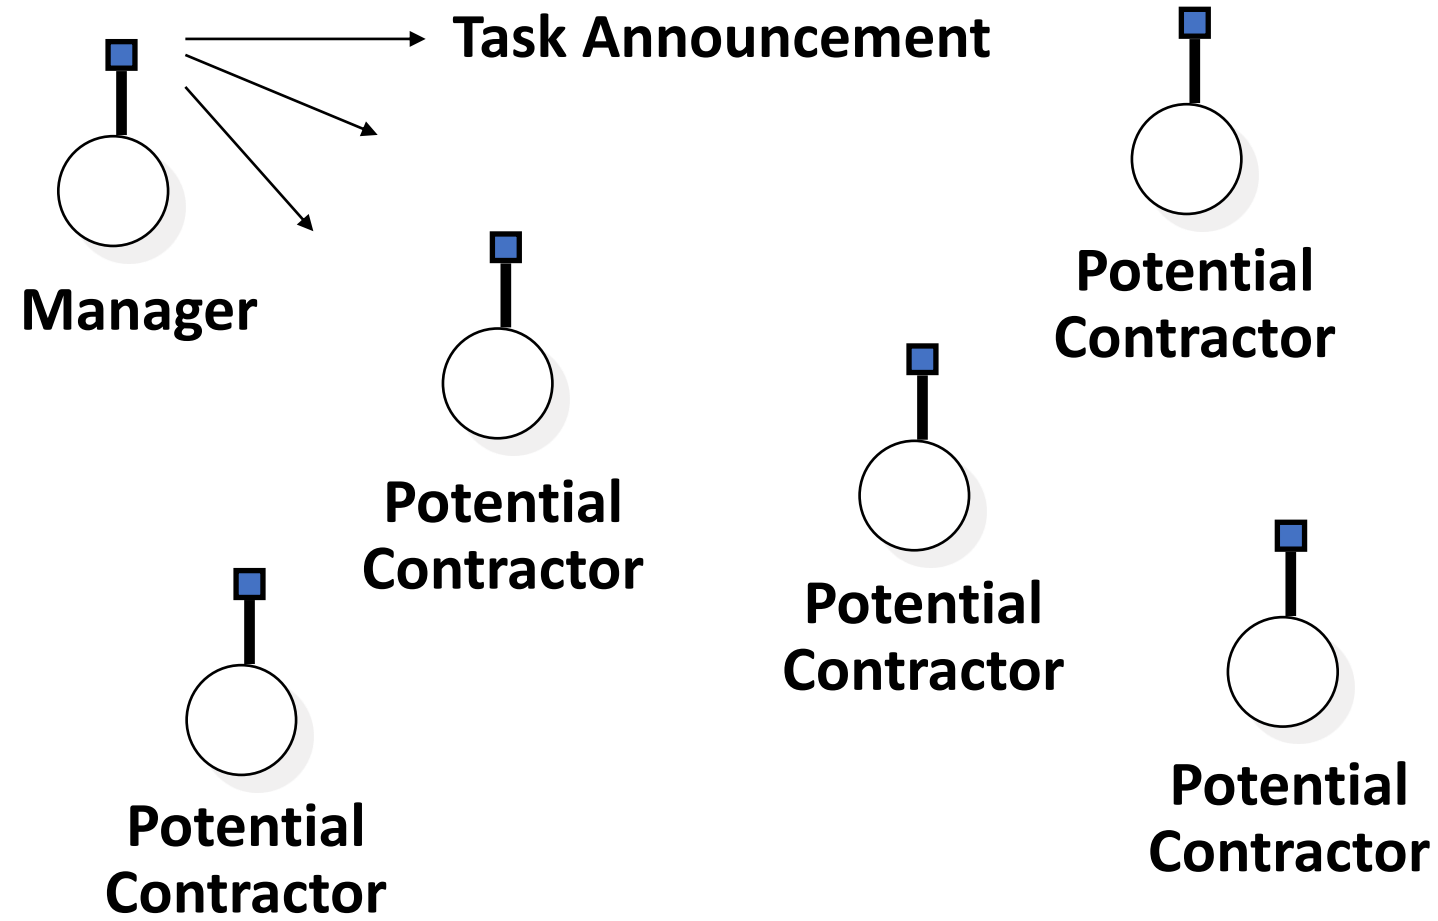 Task Announcement
Manager
Potential
Contractor
Potential
Contractor
Potential
Contractor
Potential
Contractor
Potential
Contractor